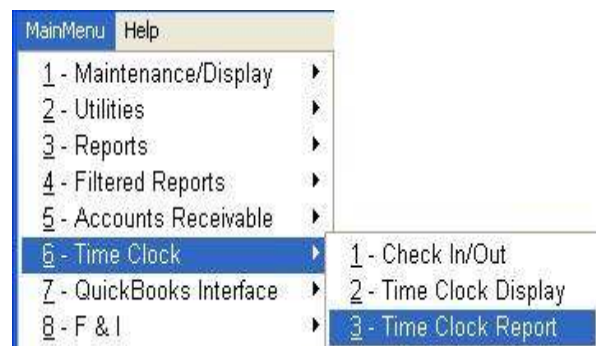 MainMenu Help
1 - Maintenance/Display
2 - Utilities
3 - Reports
4 - Filtered Reports
5 - Accounts Receivable
6 - Time Clock
7 - QuickBooks Interface
8 - F & I
1 - Check In/Out
2 - Time Clock Display
3 - Time Clock Report